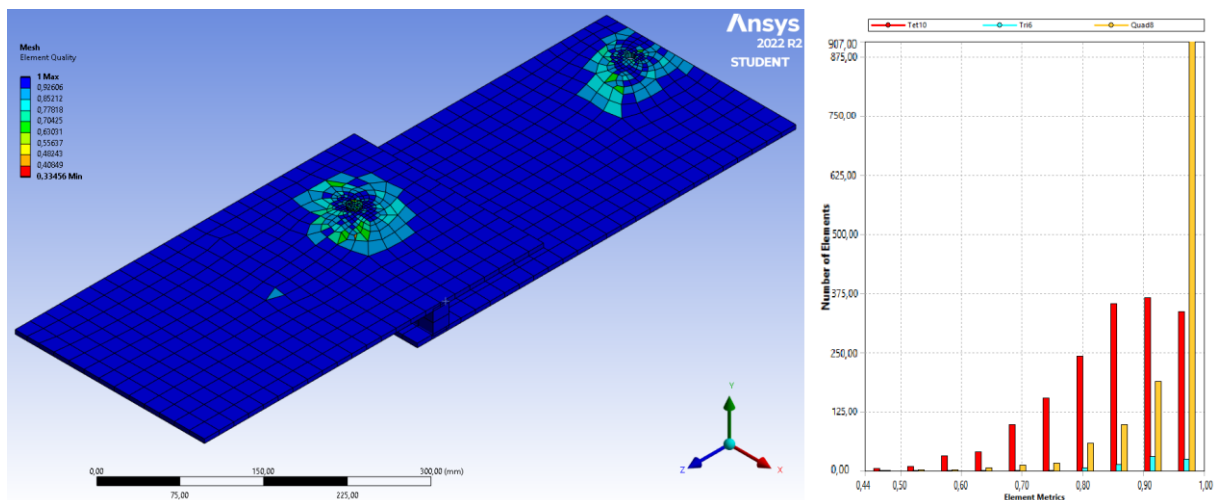 Mesh
Element Quality
1 Max
0,92606
0,85212
0,77818
0,70425
0,63031
0,55637
0,48243
0,40849
0,33456 Min
Ansys
2022 R2
STUDENT
Y
Z
X
0,00
150,00
300,00 (mm)
75,00
225,00
Tet10
Tri6
Quad8
907,00
875,00
750,00
625,00
500,00
375,00
250,00
125,00
0,00
Number of Elements
0,44
0,50
0,60
0,70
0,80
0,90
1,00
Element Metrics